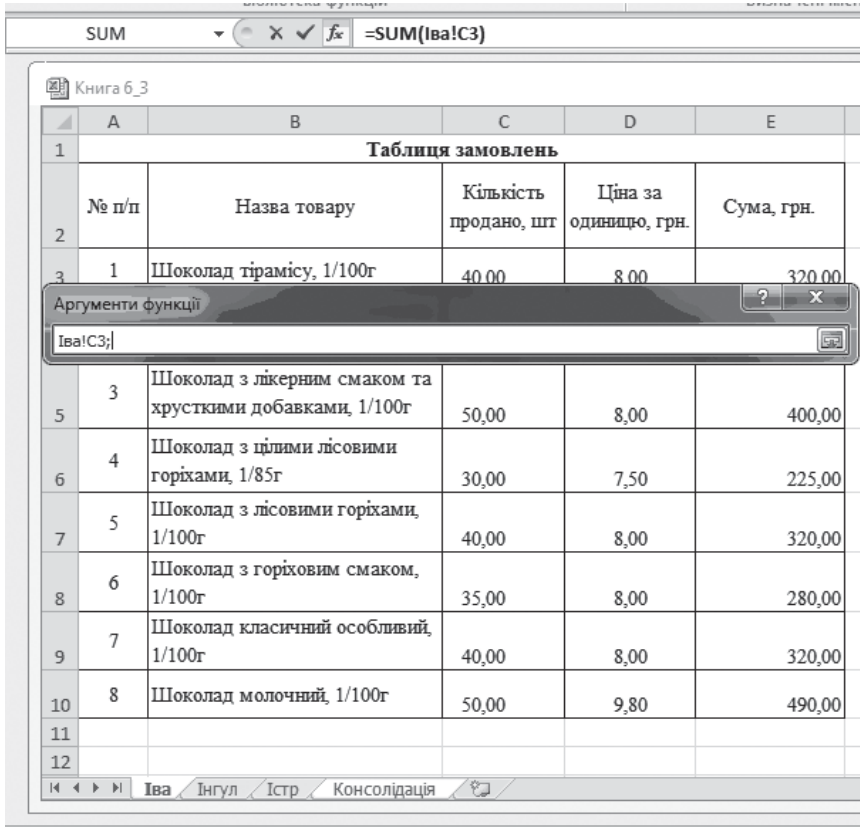 SUM fx =SUM(Іва!C3)
Книга 6_3
A B C D E
1 Таблиця замовлень
2 № п/п Назва товару Кількість продано, шт Ціна за одиницю, грн. Сума, грн.
3 1 Шоколад тірамісу, 1/100г 40,00 8,00 320,00
Аргументи функції ? X
Іва!C3;
5 3 Шоколад з лікерним смаком та хрусткими добавками, 1/100г 50,00 8,00 400,00
6 4 Шоколад з цілими лісовими горіхами, 1/85г 30,00 7,50 225,00
7 5 Шоколад з лісовими горіхами, 1/100г 40,00 8,00 320,00
8 6 Шоколад з горіховим смаком, 1/100г 35,00 8,00 280,00
9 7 Шоколад класичний особливий, 1/100г 40,00 8,00 320,00
10 8 Шоколад молочний, 1/100г 50,00 9,80 490,00
11
12
Іва Інгул Істр Консолідація